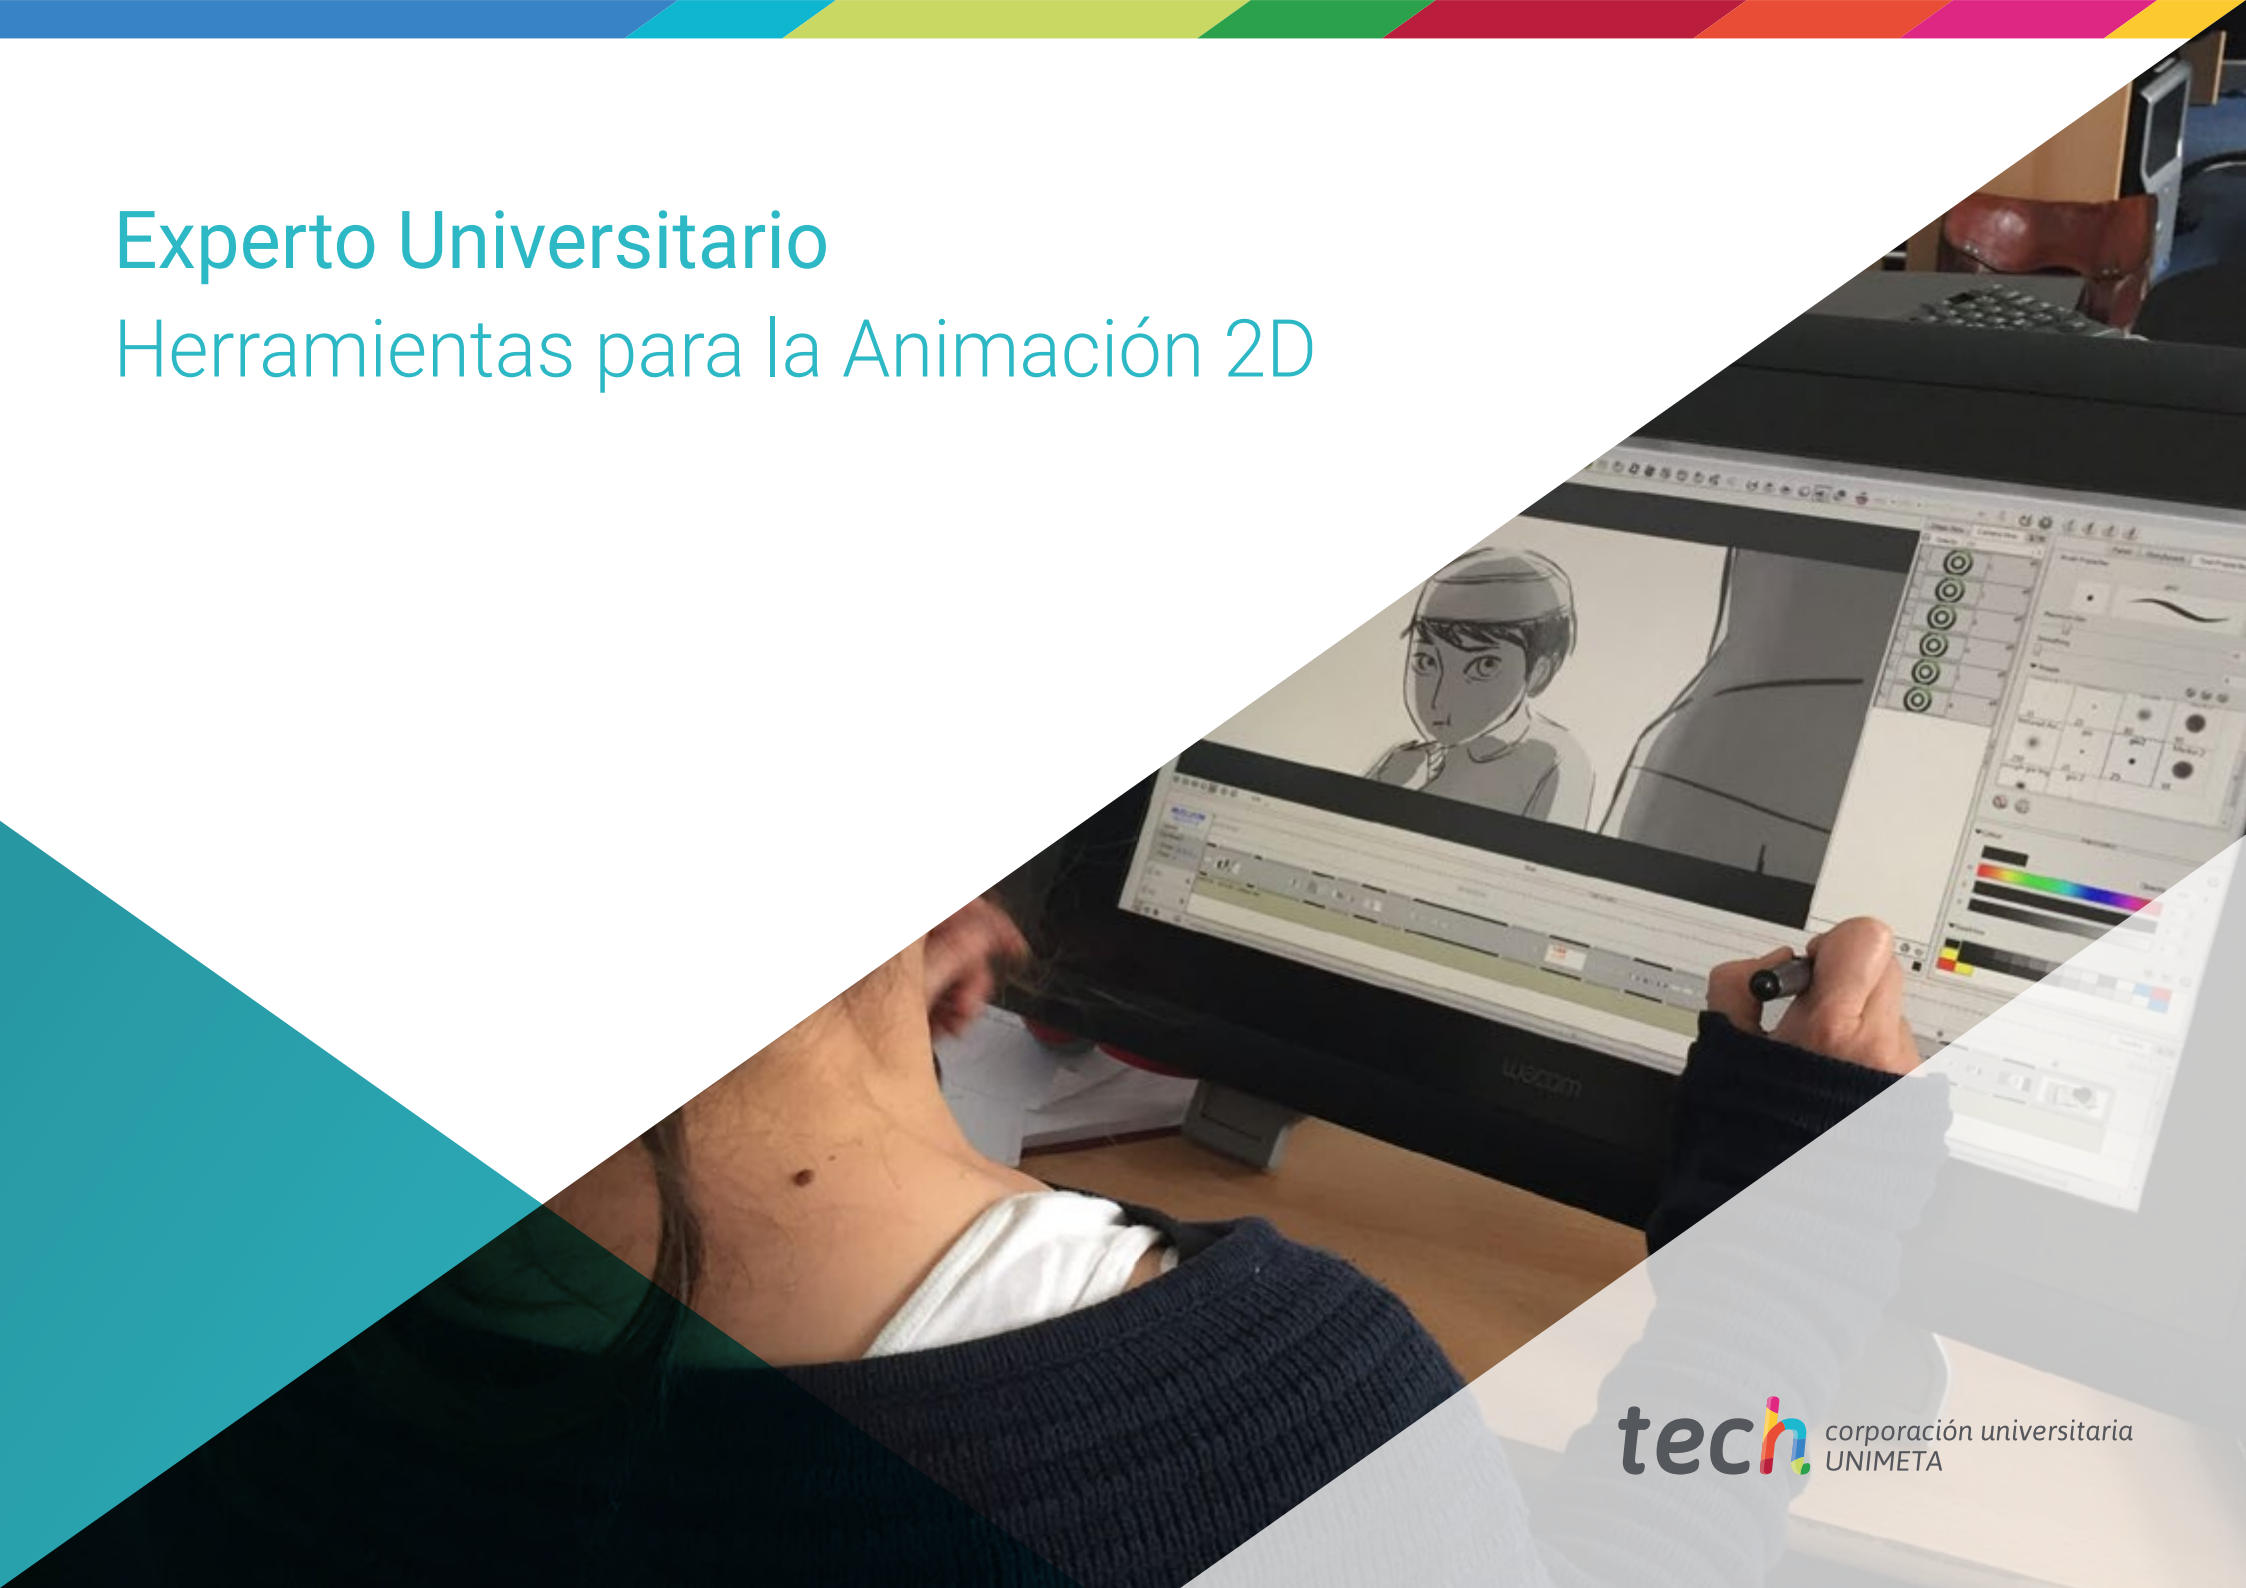 Experto Universitario
Herramientas para la Animación 2D
wacom
tech corporación universitaria
UNIMETA